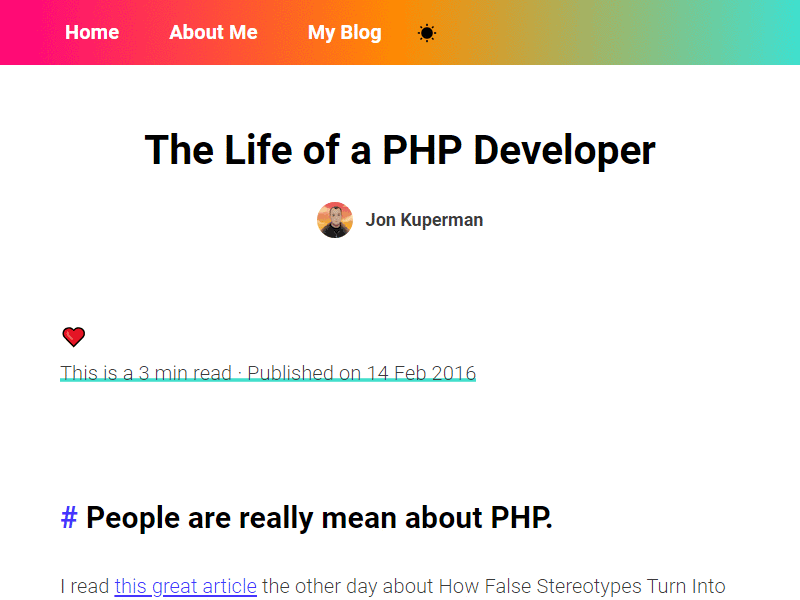 Home About Me My Blog
The Life of a PHP Developer
Jon Kuperman
This is a 3 min read · Published on 14 Feb 2016
# People are really mean about PHP.
I read this great article the other day about How False Stereotypes Turn Into